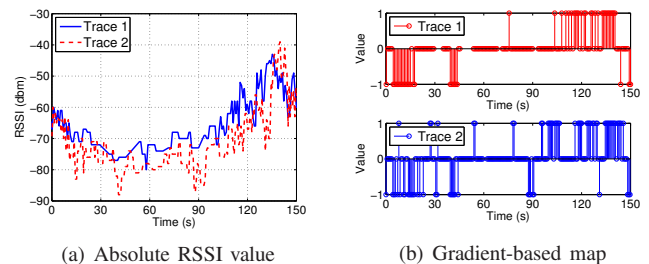 −30
−40
−50
−60
−70
−80
−90
RSSI (dbm)
Trace 1
Trace 2
0 30 60 90 120 150
Time (s)
(a) Absolute RSSI value
1
0
−1
Value
Trace 1
0 30 60 90 120 150
Time (s)
1
0
−1
Value
Trace 2
0 30 60 90 120 150
Time (s)
(b) Gradient-based map